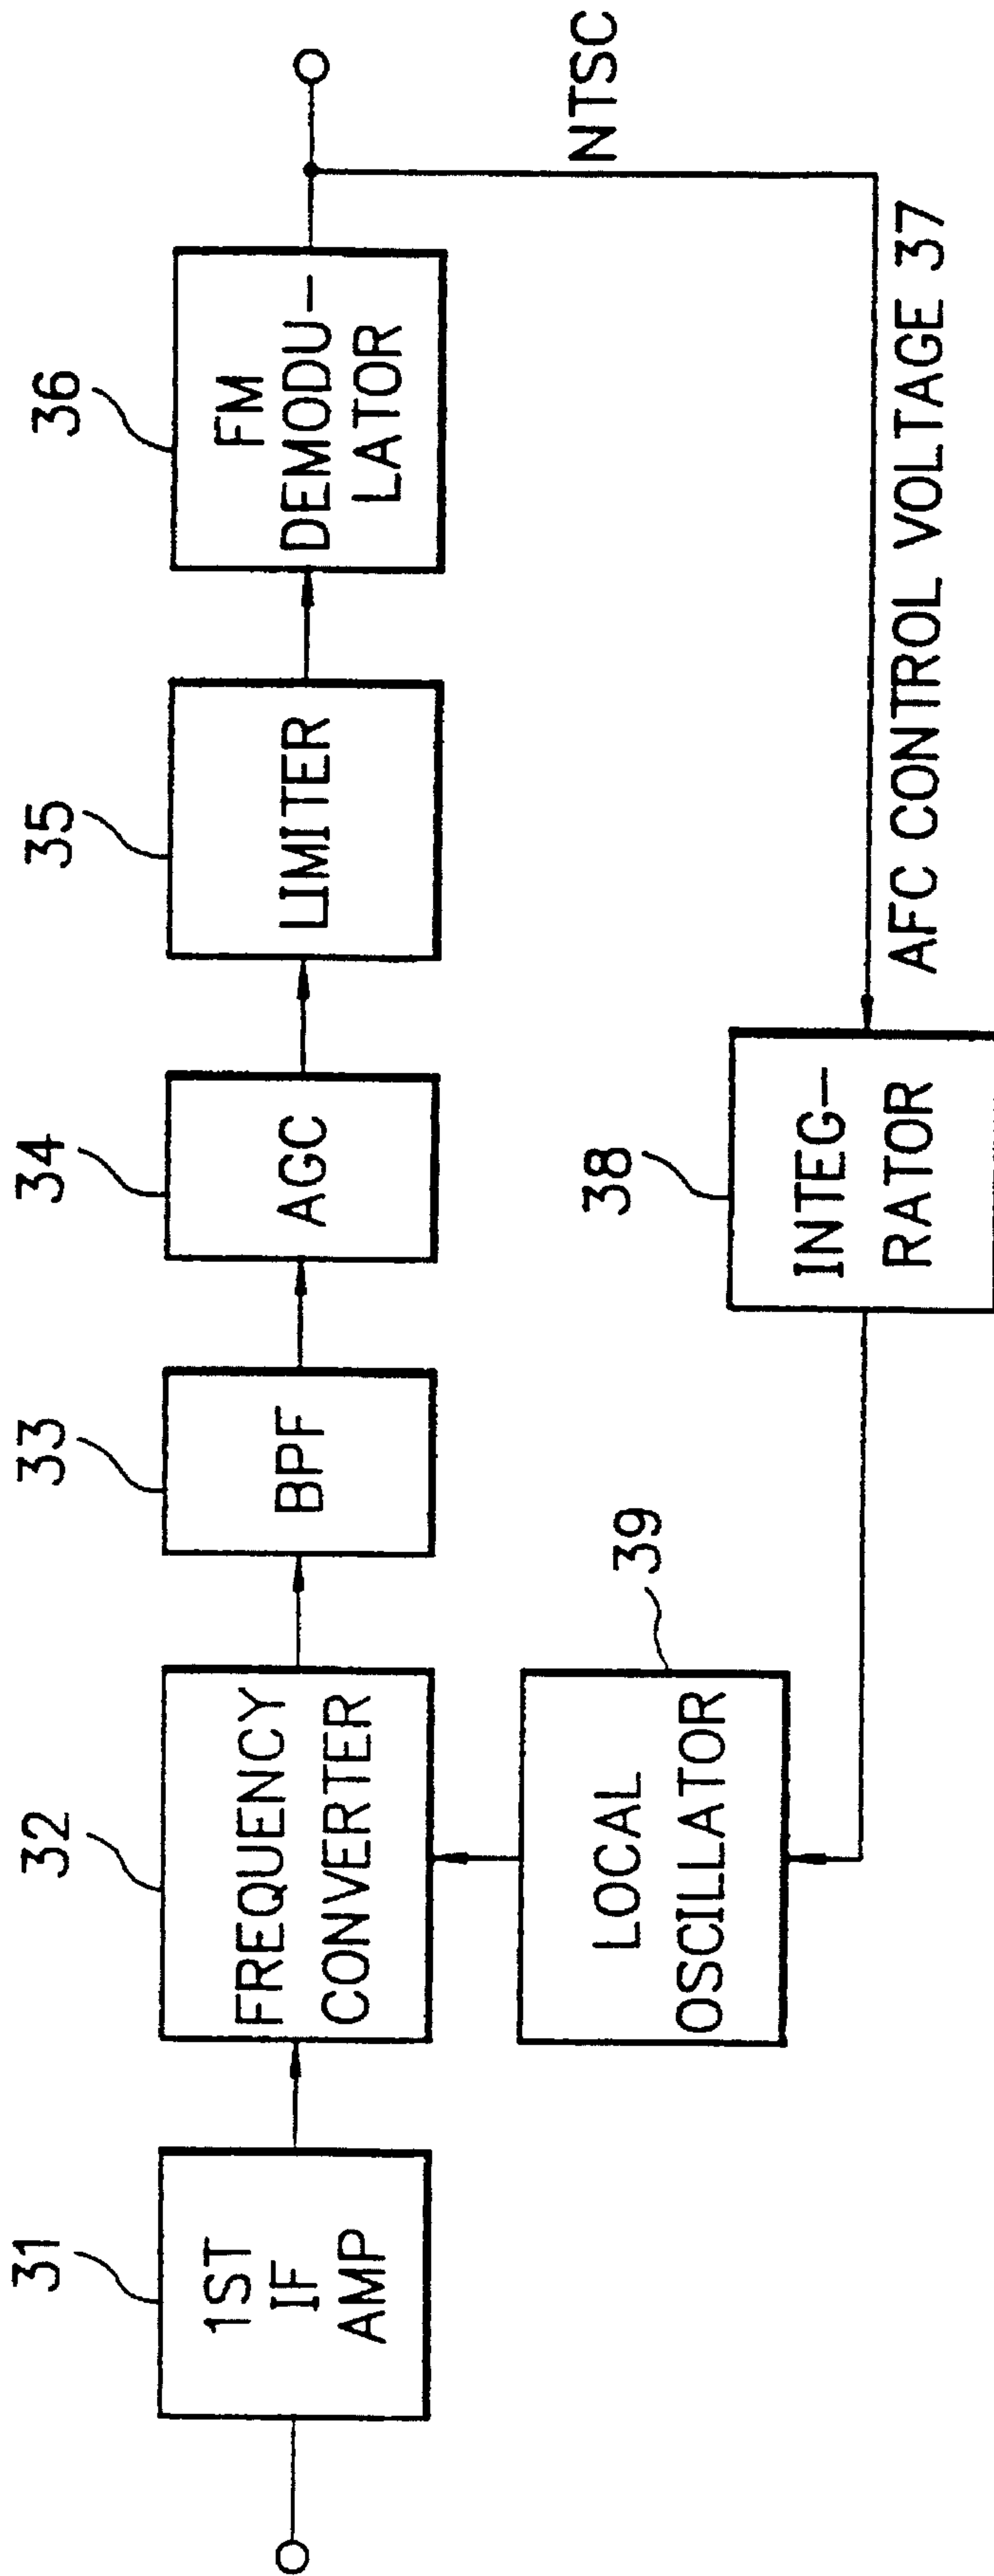 31
1ST
IF
AMP
32
FREQUENCY
CONVERTER
33
BPF
34
AGC
35
LIMITER
36
FM
DEMODU-
LATOR
NTSC
AFC CONTROL VOLTAGE 37
38
INTEG-
RATOR
39
LOCAL
OSCILLATOR